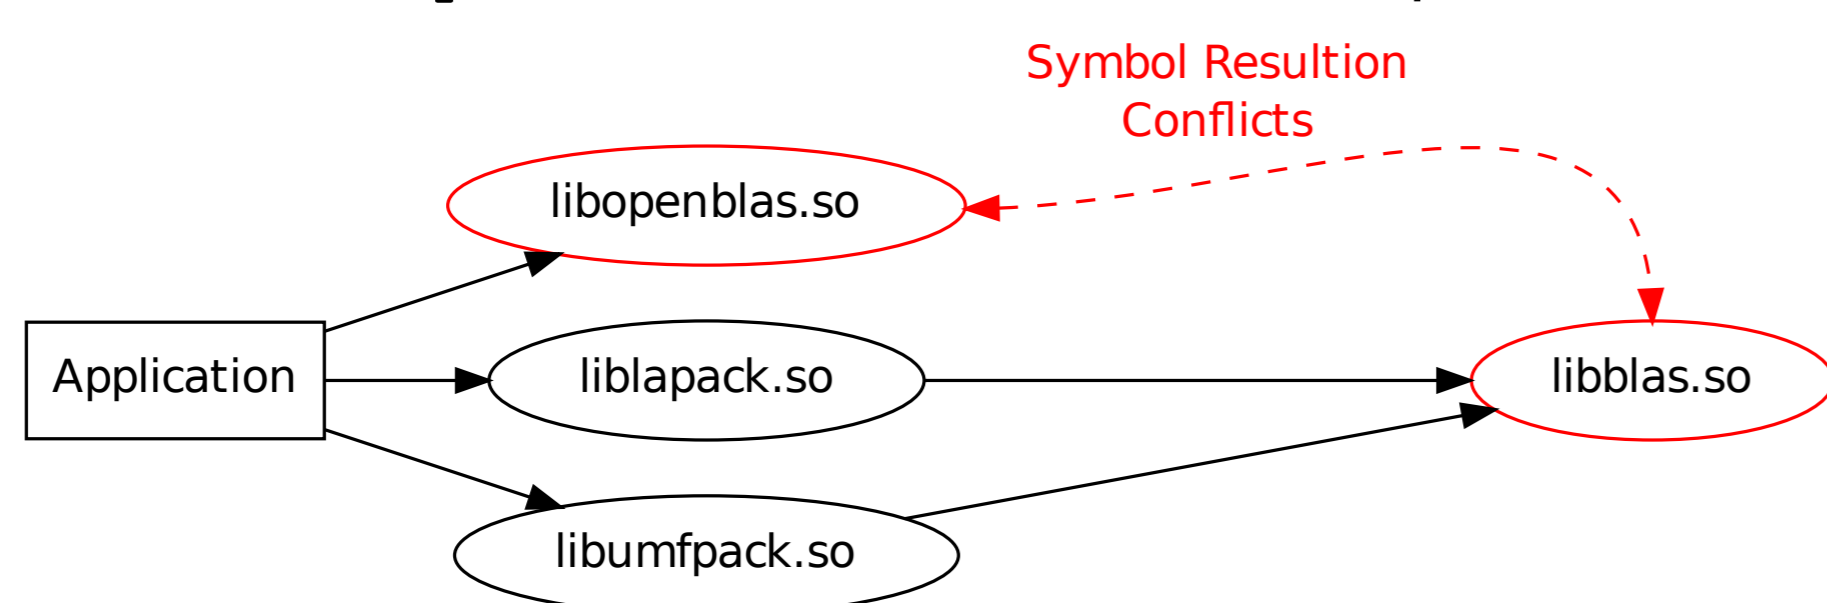 Symbol Resultion
Conflicts
libopenblas.so
Application
liblapack.so
libblas.so
libumfpack.so